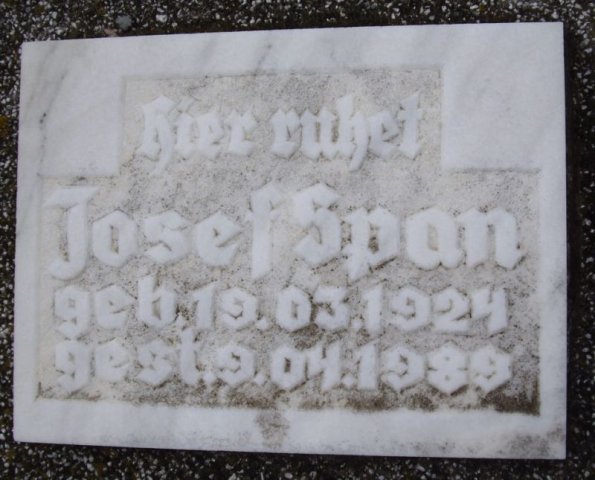 Hier ruhet
Josef Span
geb. 19.03.1924
gest. 9.04.1989